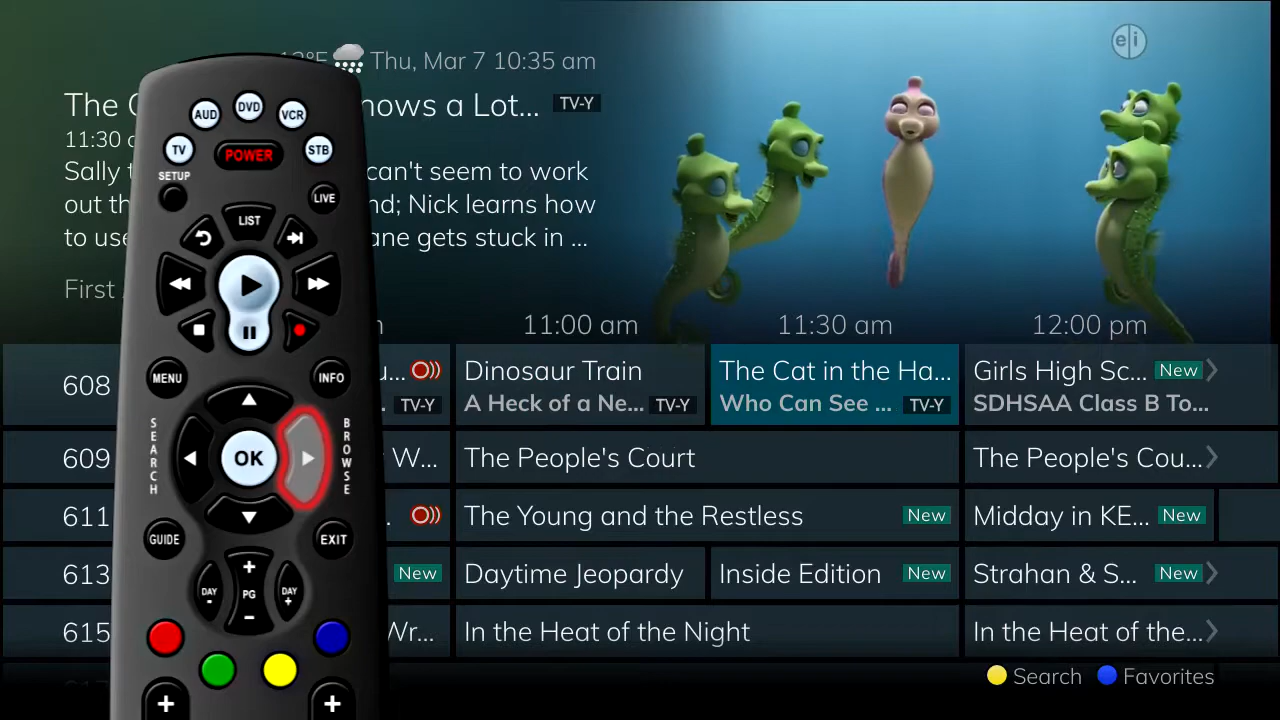 Thu, Mar 7 10:35 am
e|i
The nows a Lot... TV-Y
11:30
Sally can't seem to work
out nd; Nick learns how
to use ane gets stuck in ...
First
11:00 am 11:30 am 12:00 pm
608 Dinosaur Train The Cat in the Ha... Girls High Sc... New
TV-Y A Heck of a Ne... TV-Y Who Can See ... TV-Y SDHSAA Class B To...
609 W... The People's Court The People's Cou...
611 The Young and the Restless New Midday in KE... New
613 New Daytime Jeopardy Inside Edition New Strahan & S... New
615 Wr... In the Heat of the Night In the Heat of the...
Search Favorites
AUD DVD VCR
TV POWER STB
SETUP
LIVE
LIST
MENU INFO
SEARCH OK BROWSE
GUIDE EXIT
+
DAY - PG DAY +
-
+ +